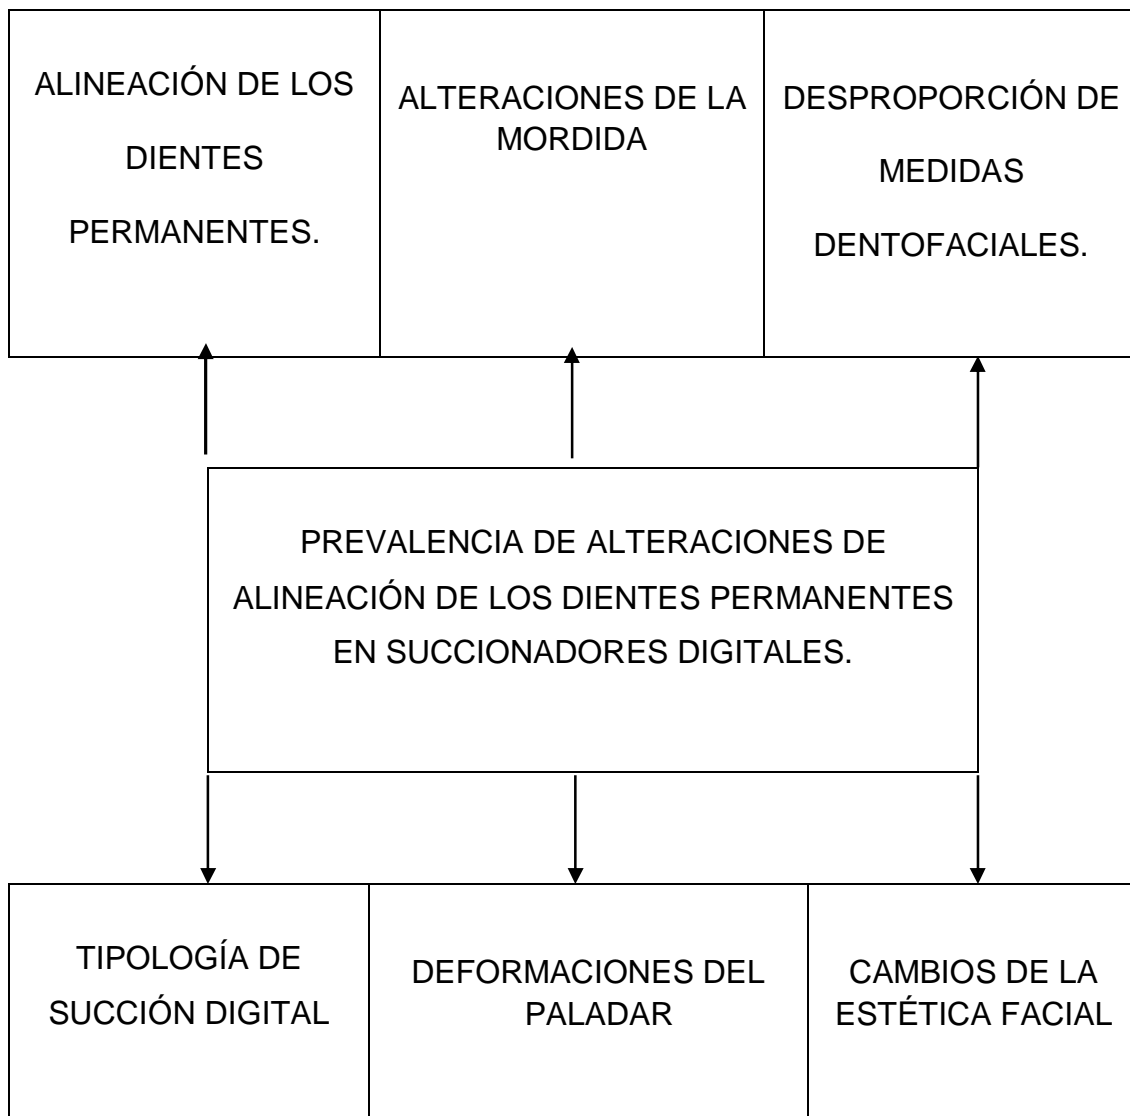 ALINEACIÓN DE LOS
DIENTES
PERMANENTES.
ALTERACIONES DE LA
MORDIDA
DESPROPORCIÓN DE
MEDIDAS
DENTOFACIALES.
PREVALENCIA DE ALTERACIONES DE
ALINEACIÓN DE LOS DIENTES PERMANENTES
EN SUCCIONADORES DIGITALES.
TIPOLOGÍA DE
SUCCIÓN DIGITAL
DEFORMACIONES DEL
PALADAR
CAMBIOS DE LA
ESTÉTICA FACIAL